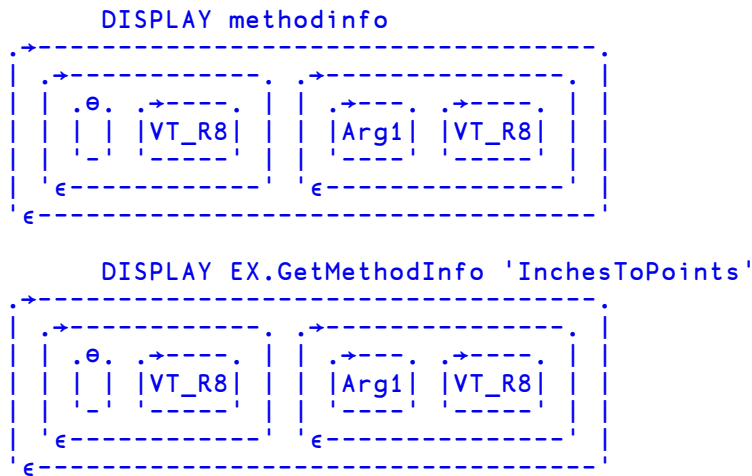 DISPLAY methodinfo
.→--------------------------------------.
|  .→-------------.  .→---------------. |
|  | .⊖. .→----.  |  | .→---. .→----. | |
|  | | | |VT_R8|  |  | |Arg1| |VT_R8| | |
|  | '-' '-----'  |  | '----' '-----' | |
|  'ϵ-------------'  'ϵ---------------' |
'ϵ--------------------------------------'
      DISPLAY EX.GetMethodInfo 'InchesToPoints'
.→--------------------------------------.
|  .→-------------.  .→---------------. |
|  | .⊖. .→----.  |  | .→---. .→----. | |
|  | | | |VT_R8|  |  | |Arg1| |VT_R8| | |
|  | '-' '-----'  |  | '----' '-----' | |
|  'ϵ-------------'  'ϵ---------------' |
'ϵ--------------------------------------'